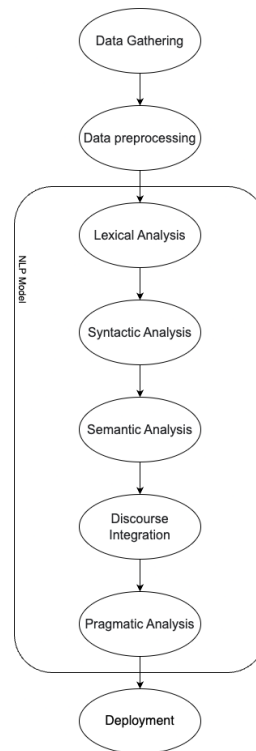 Data Gathering
Data preprocessing
NLP Model
Lexical Analysis
Syntactic Analysis
Semantic Analysis
Discourse
Integration
Pragmatic Analysis
Deployment